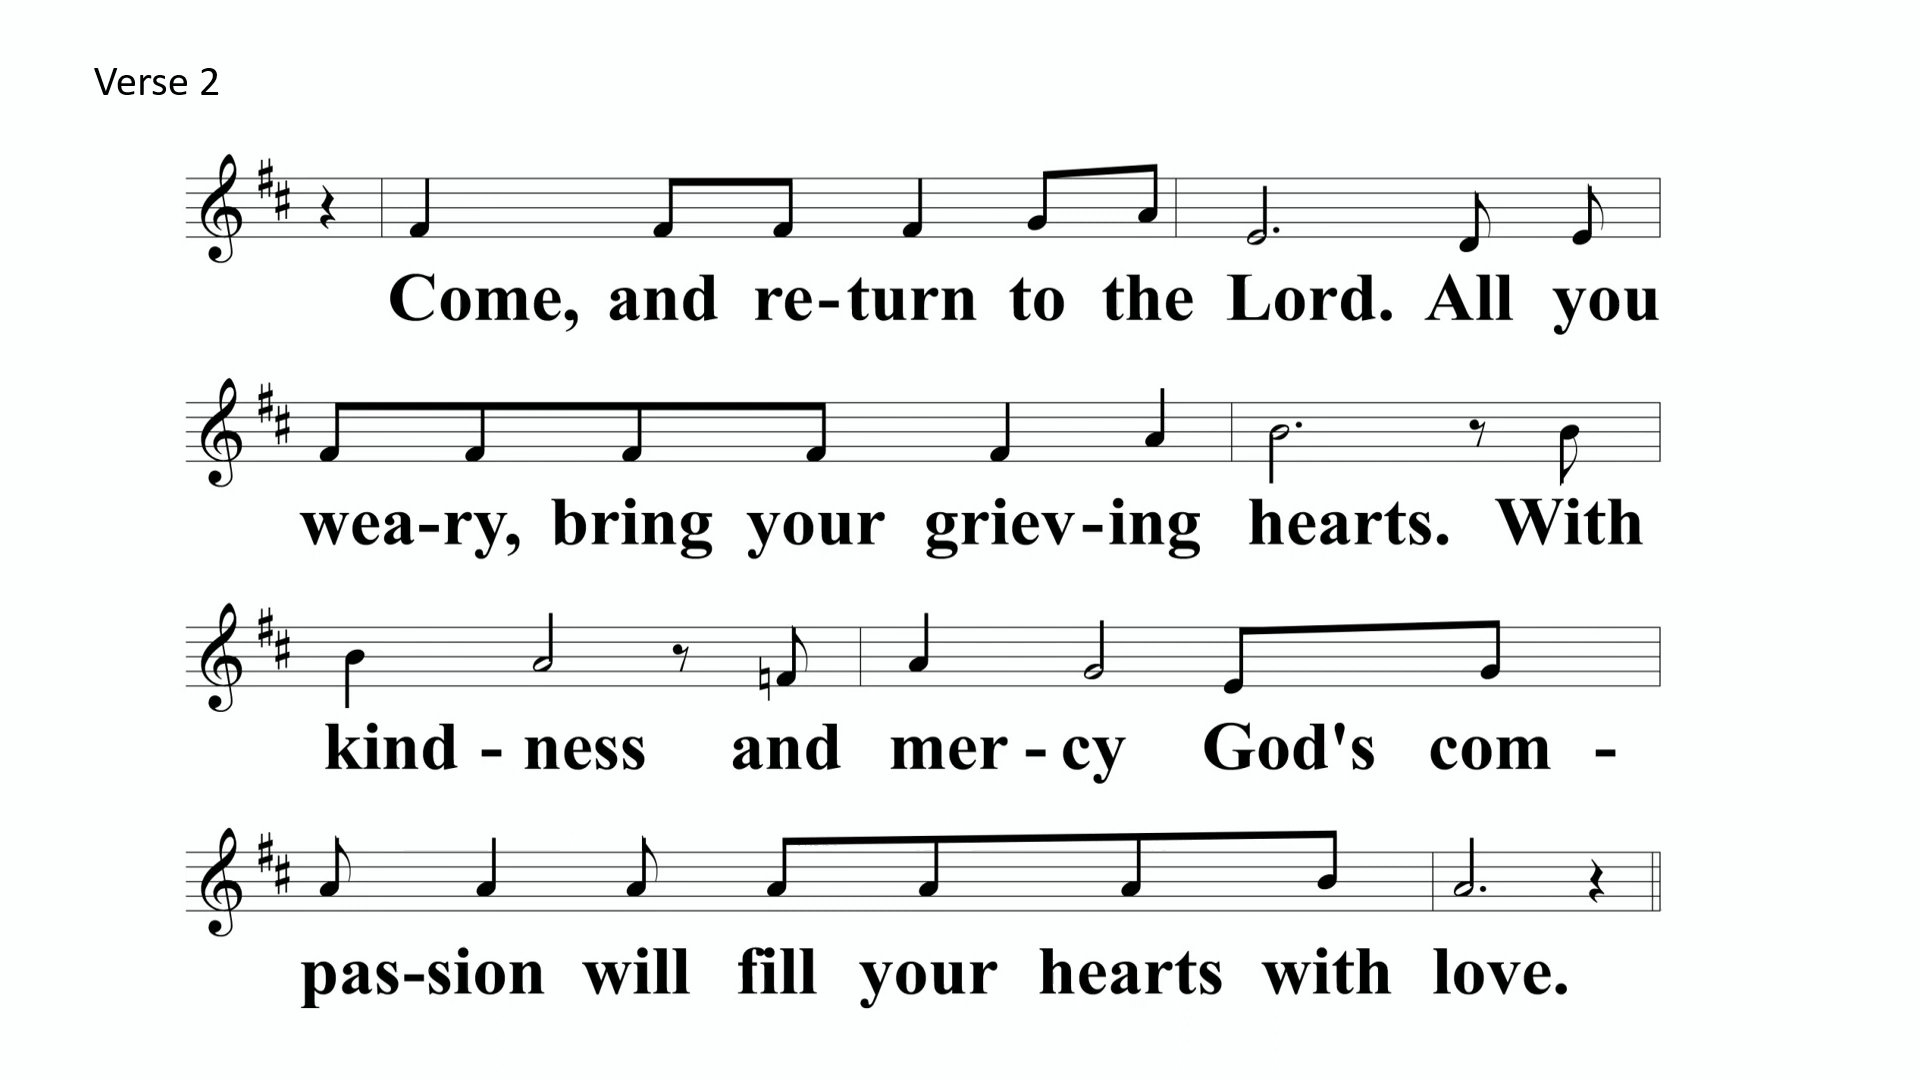 Verse 2
Come, and re-turn to the Lord. All you
wea-ry, bring your griev-ing hearts. With
kind - ness and mer - cy God's com -
pas-sion will fill your hearts with love.